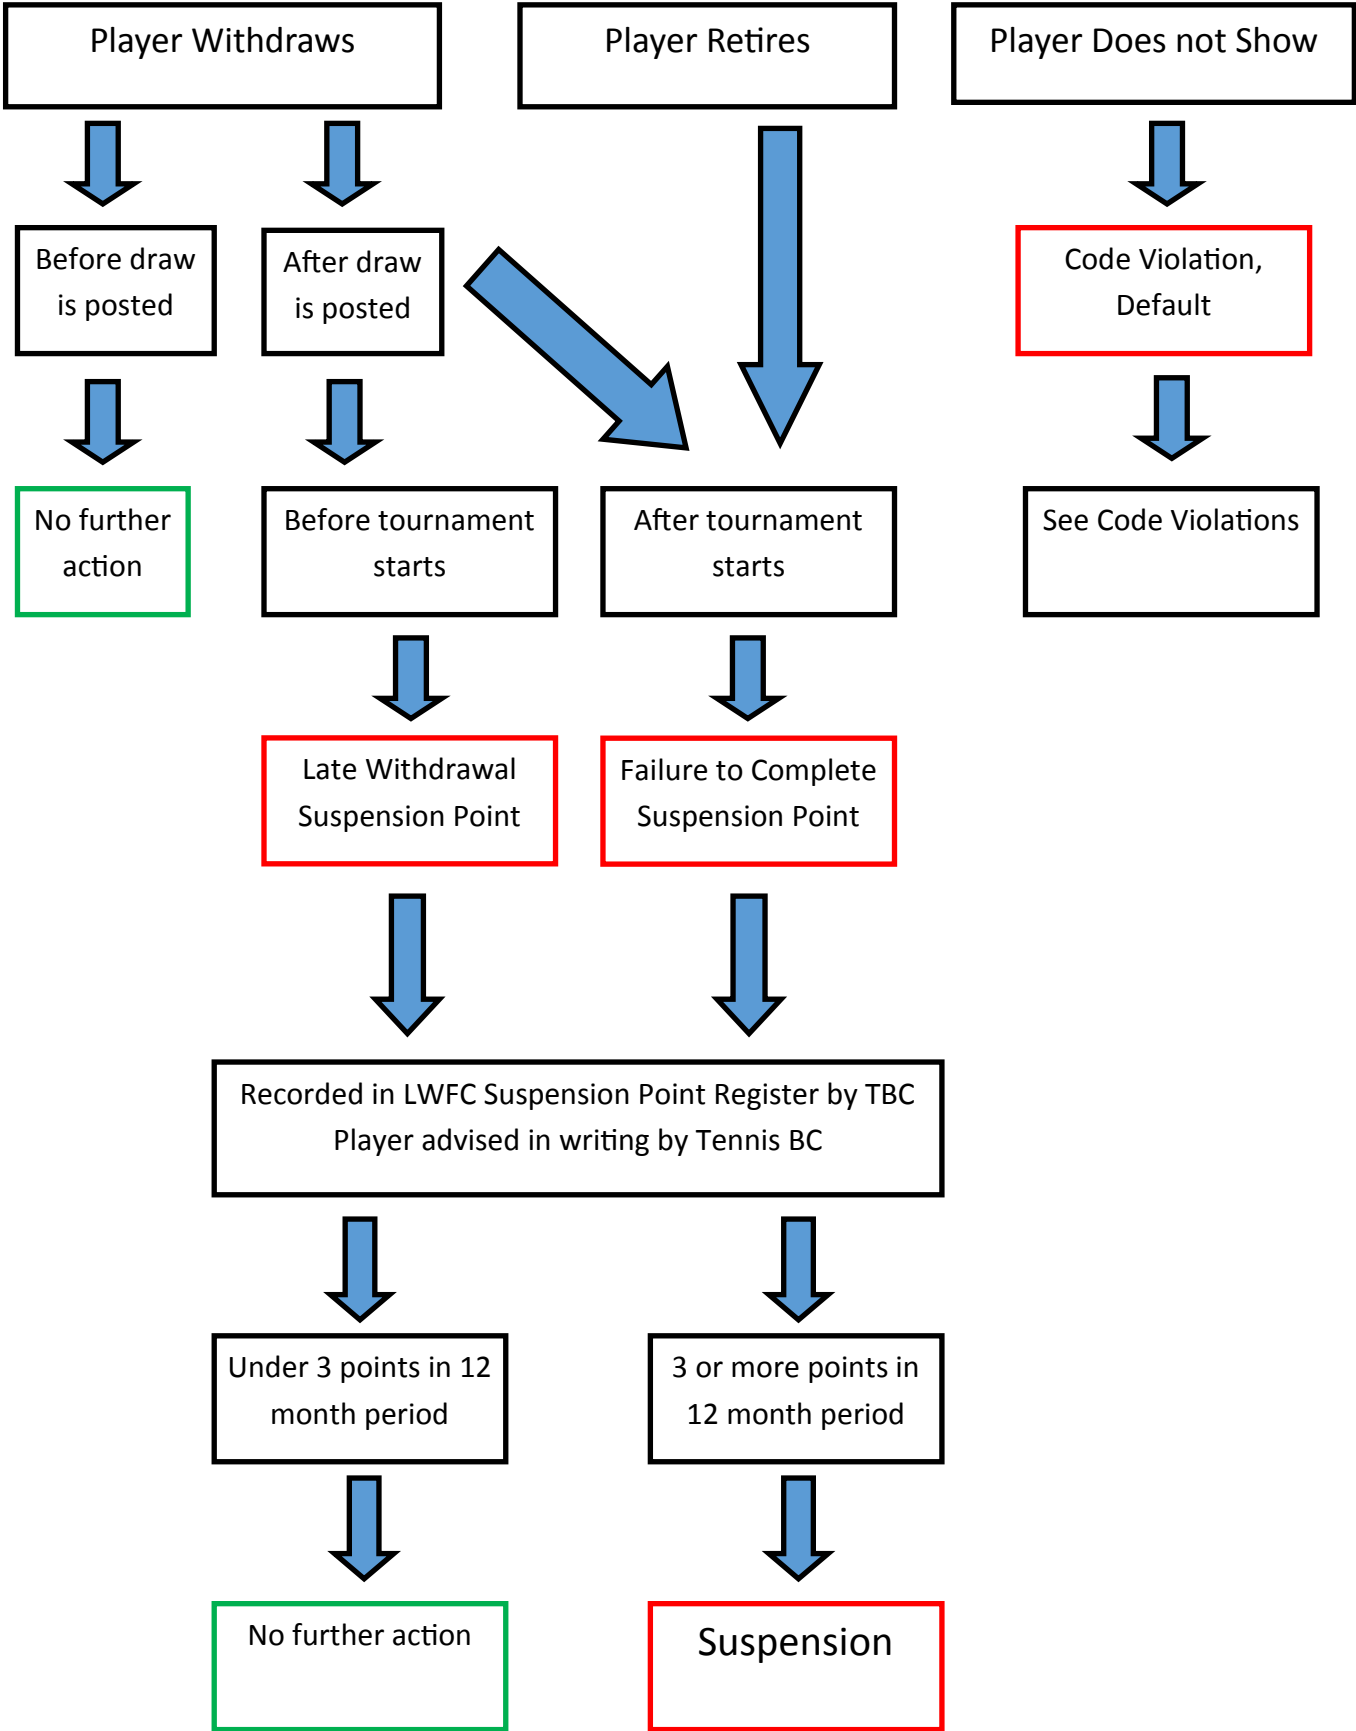 Player Withdraws
Player Retires
Player Does not Show
Before draw
is posted
After draw
is posted
Code Violation,
Default
No further
action
Before tournament
starts
After tournament
starts
See Code Violations
Late Withdrawal
Suspension Point
Failure to Complete
Suspension Point
Recorded in LWFC Suspension Point Register by TBC
Player advised in writing by Tennis BC
Under 3 points in 12
month period
3 or more points in
12 month period
No further action
Suspension